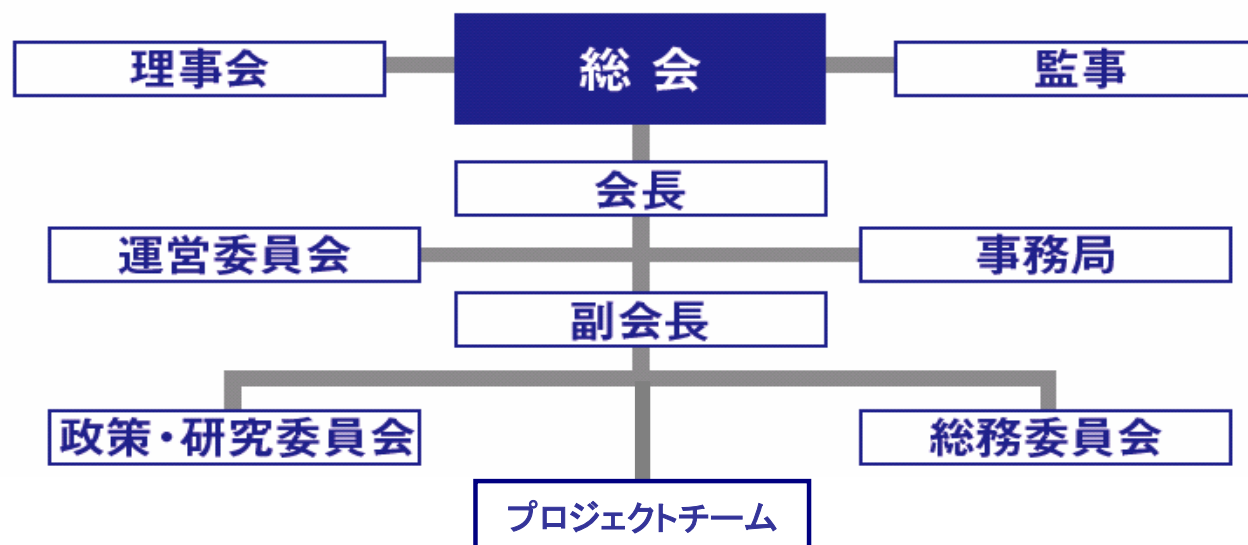 理事会
総 会
監事
会長
運営委員会
事務局
副会長
政策・研究委員会
総務委員会
プロジェクトチーム